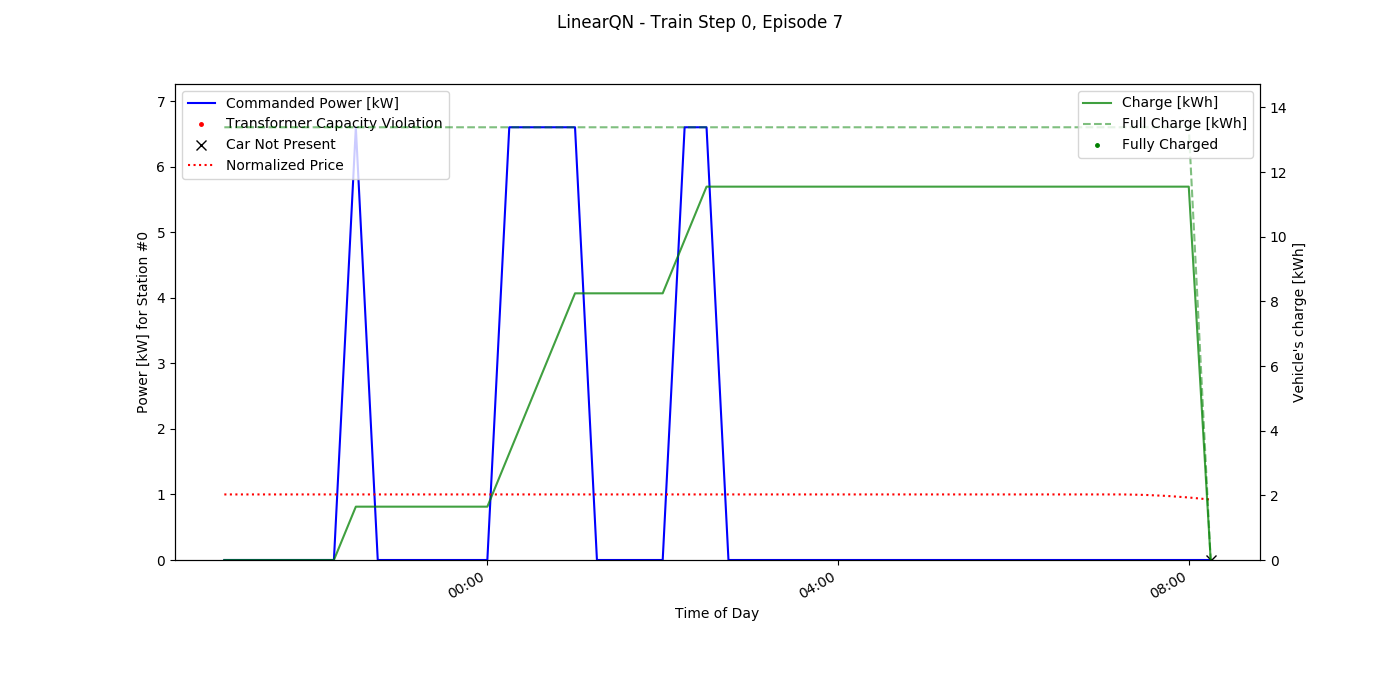 LinearQN - Train Step 0, Episode 7
Commanded Power [kW]
Transformer Capacity Violation
Car Not Present
Normalized Price
Charge [kWh]
Full Charge [kWh]
Fully Charged
7
6
5
4
3
2
1
0
Power [kW] for Station #0
14
12
10
8
6
4
2
0
Vehicle's charge [kWh]
00:00
04:00
08:00
Time of Day